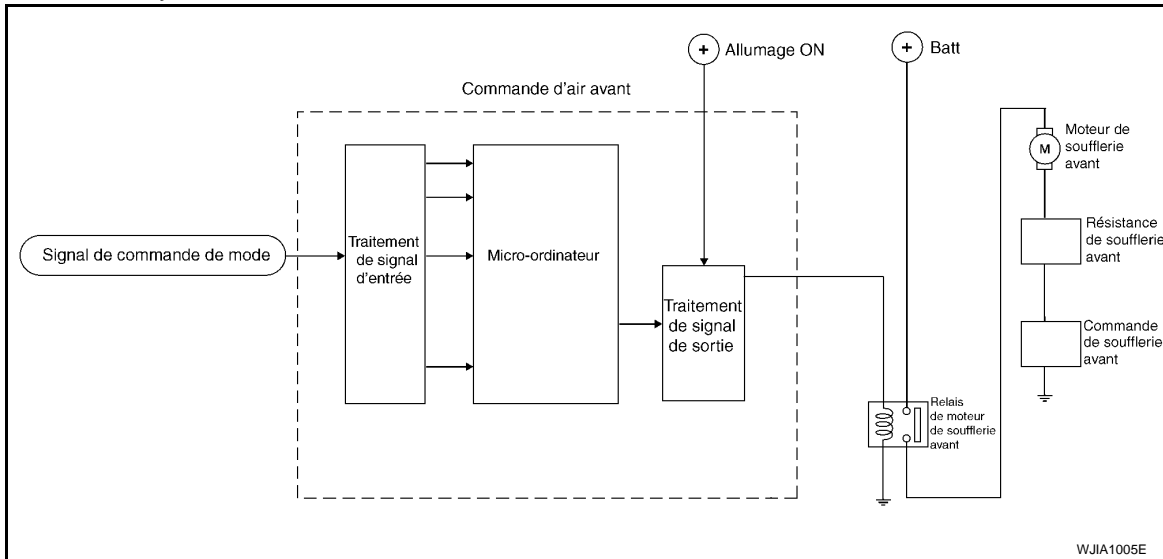 + Allumage ON
+ Batt
Commande d'air avant
Moteur de
soufflerie
avant
M
Signal de commande de mode
Traitement
de signal
d'entrée
Micro-ordinateur
Traitement
de signal
de sortie
Résistance
de soufflerie
avant
Commande
de soufflerie
avant
Relais
de moteur
de soufflerie
avant
WJIA1005E